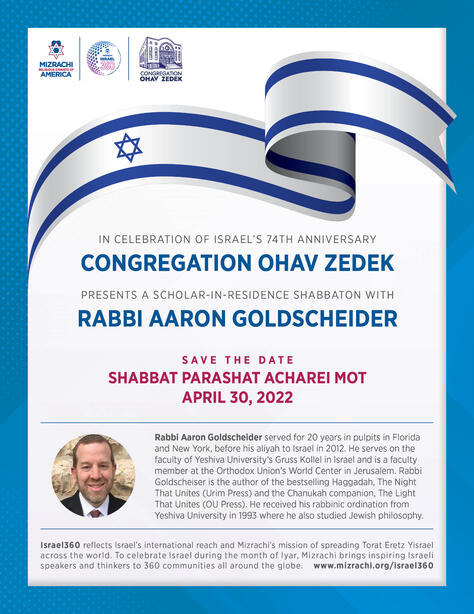 MIZRACHI
RELIGIOUS ZIONISTS OF
AMERICA
ISRAEL
360
CONGREGATION
OHAV ZEDEK
IN CELEBRATION OF ISRAEL'S 74TH ANNIVERSARY
CONGREGATION OHAV ZEDEK
PRESENTS A SCHOLAR-IN-RESIDENCE SHABBATON WITH
RABBI AARON GOLDSCHEIDER
SAVE THE DATE
SHABBAT PARASHAT ACHAREI MOT
APRIL 30, 2022
Rabbi Aaron Goldscheider served for 20 years in pulpits in Florida
and New York, before his aliyah to Israel in 2012. He serves on the
faculty of Yeshiva University's Gruss Kollel in Israel and is a faculty
member at the Orthodox Union's World Center in Jerusalem. Rabbi
Goldscheiser is the author of the bestselling Haggadah, The Night
That Unites (Urim Press) and the Chanukah companion, The Light
That Unites (OU Press). He received his rabbinic ordination from
Yeshiva University in 1993 where he also studied Jewish philosophy.
Israel360 reflects Israel's international reach and Mizrachi's mission of spreading Torat Eretz Yisrael
across the world. To celebrate Israel during the month of Iyar, Mizrachi brings inspiring Israeli
speakers and thinkers to 360 communities all around the globe. www.mizrachi.org/israel360